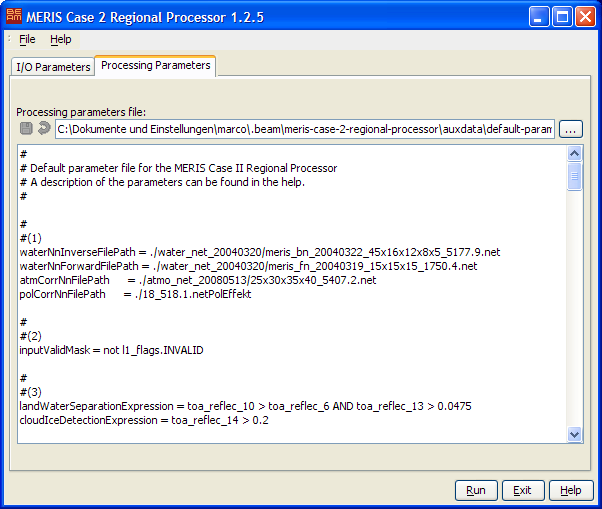 BEAM
MERIS Case 2 Regional Processor 1.2.5
File Help
I/O Parameters Processing Parameters
Processing parameters file:
C:\Dokumente und Einstellungen\marco\.beam\meris-case-2-regional-processor\auxdata\default-param ...
#
# Default parameter file for the MERIS Case II Regional Processor
# A description of the parameters can be found in the help.
#
#
#(1)
waterNnInverseFilePath = ./water_net_20040320/meris_bn_20040322_45x16x12x8x5_5177.9.net
waterNnForwardFilePath = ./water_net_20040320/meris_fn_20040319_15x15x15_1750.4.net
atmCorrNnFilePath = ./atmo_net_20080513/25x30x35x40_5407.2.net
polCorrNnFilePath = ./18_518.1.netPolEffekt
#
#(2)
inputValidMask = not l1_flags.INVALID
#
#(3)
landWaterSeparationExpression = toa_reflec_10 > toa_reflec_6 AND toa_reflec_13 > 0.0475
cloudIceDetectionExpression = toa_reflec_14 > 0.2
Run Exit Help